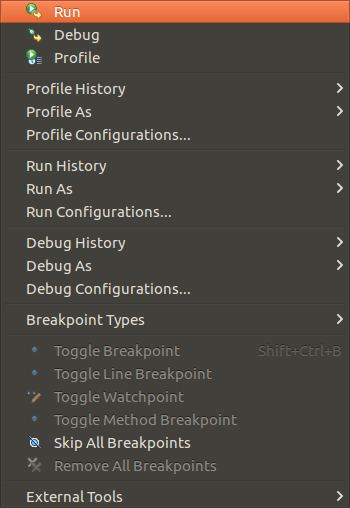 Run
Debug
Profile
Profile History
Profile As
Profile Configurations...
Run History
Run As
Run Configurations...
Debug History
Debug As
Debug Configurations...
Breakpoint Types
Toggle Breakpoint Shift+Ctrl+B
Toggle Line Breakpoint
Toggle Watchpoint
Toggle Method Breakpoint
Skip All Breakpoints
Remove All Breakpoints
External Tools